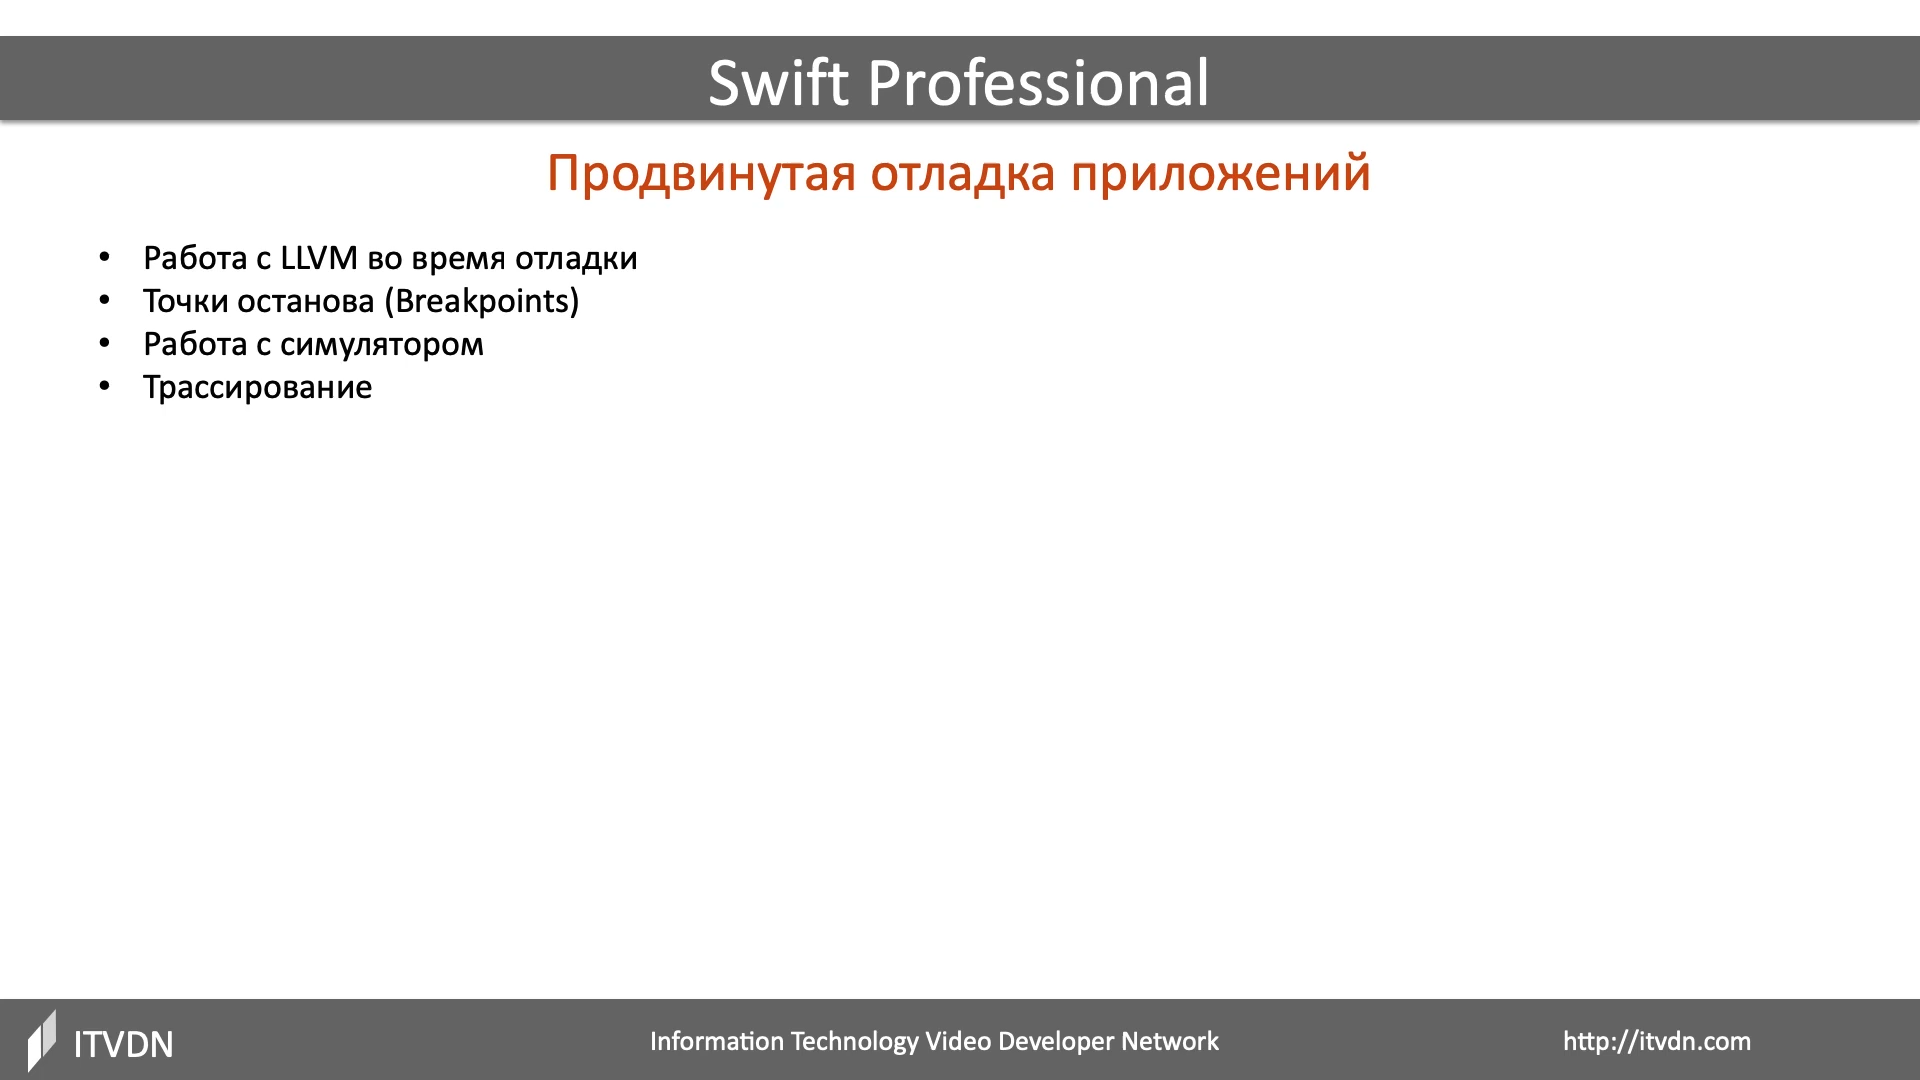 Swift Professional
Продвинутая отладка приложений
• Работа с LLVM во время отладки
• Точки останова (Breakpoints)
• Работа с симулятором
• Трассирование
ITVDN
Information Technology Video Developer Network
http://itvdn.com